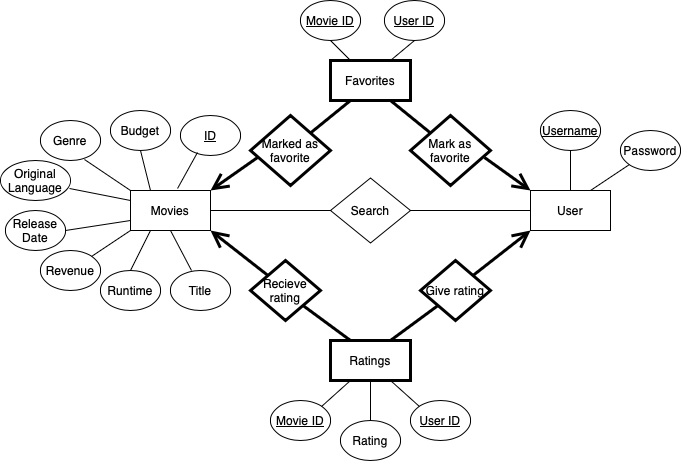 Movie ID
User ID
Favorites
Marked as
favorite
Mark as
favorite
Genre
Budget
ID
Username
Password
Original
Language
Movies
Search
User
Release
Date
Revenue
Runtime
Title
Recieve
rating
Give rating
Ratings
Movie ID
Rating
User ID